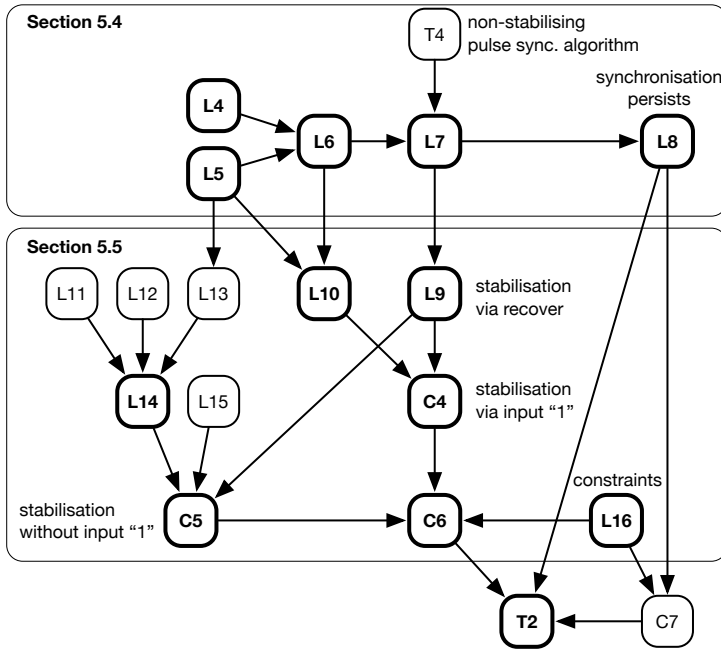 Section 5.4
T4
non-stabilising
pulse sync. algorithm
synchronisation
persists
L4
L6
L7
L8
L5
Section 5.5
L11
L12
L13
L10
L9
stabilisation
via recover
L14
L15
C4
stabilisation
via input “1”
stabilisation
without input “1”
C5
C6
constraints
L16
T2
C7